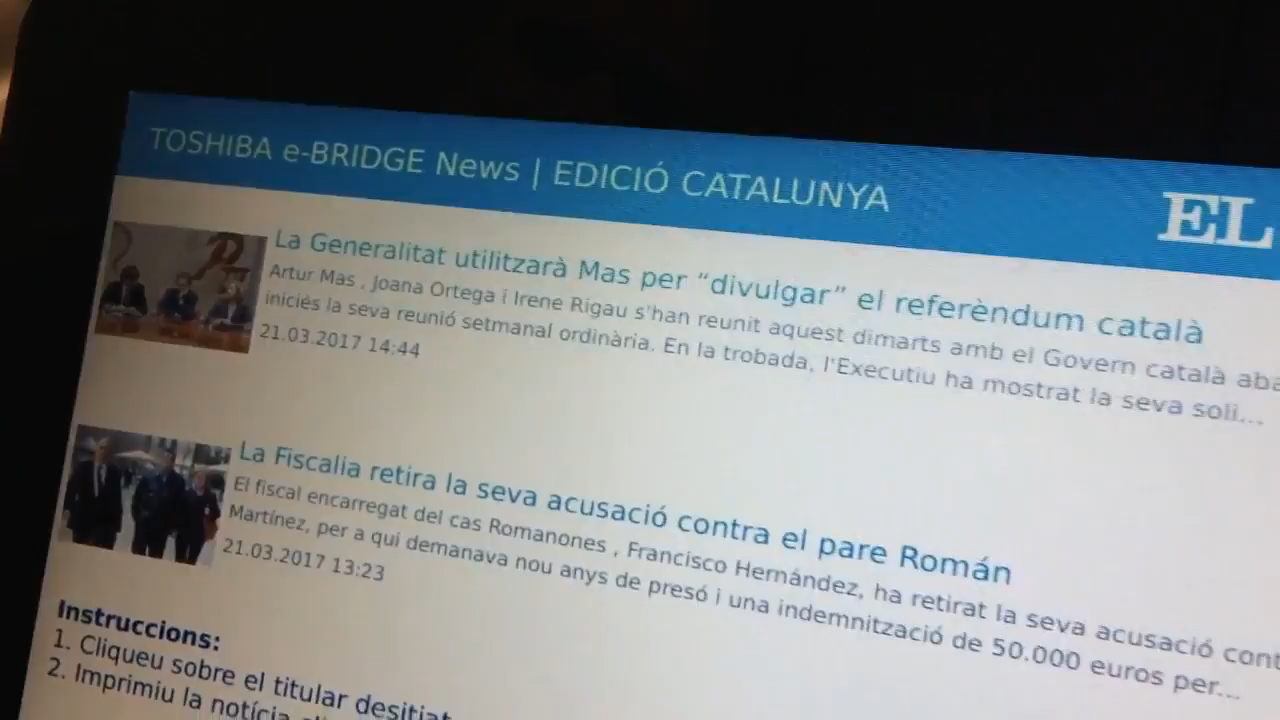 TOSHIBA e-BRIDGE News | EDICIÓ CATALUNYA
EL
La Generalitat utilitzarà Mas per “divulgar” el referèndum català
Artur Mas , Joana Ortega i Irene Rigau s'han reunit aquest dimarts amb el Govern català
iniciés la seva reunió setmanal ordinària. En la trobada, l'Executiu ha mostrat la seva soli...
21.03.2017 14:44
La Fiscalia retira la seva acusació contra el pare Román
El fiscal encarregat del cas Romanones , Francisco Hernández, ha retirat la seva acusació
Martínez, per a qui demanava nou anys de presó i una indemnització de 50.000 euros per...
21.03.2017 13:23
Instruccions:
1. Cliqueu sobre el titular
2. Imprimiu la notícia